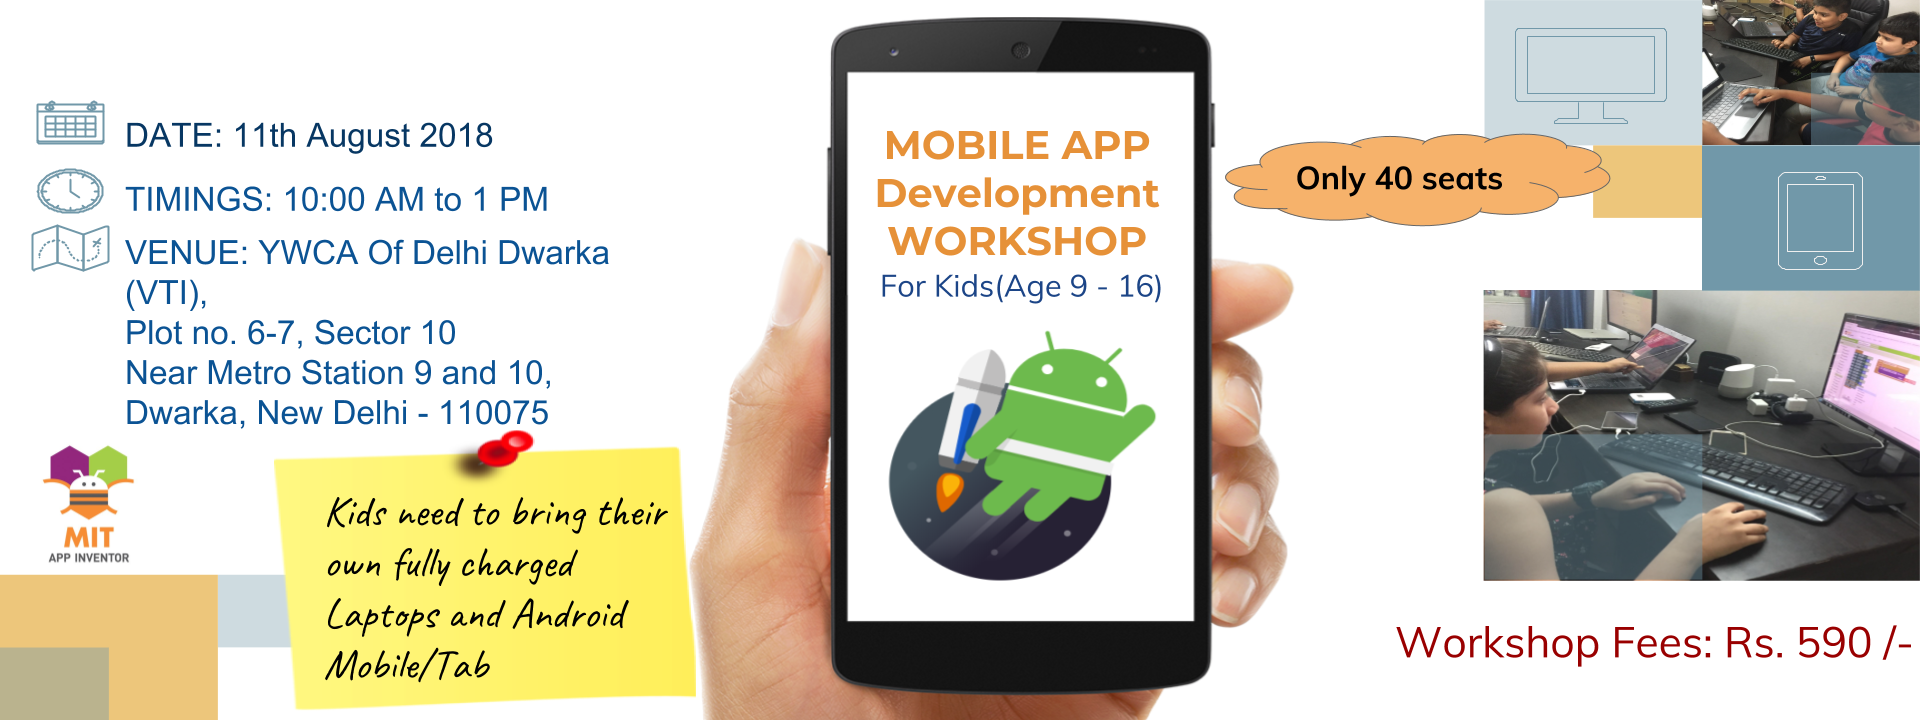 DATE: 11th August 2018
TIMINGS: 10:00 AM to 1 PM
VENUE: YWCA Of Delhi Dwarka
(VTI),
Plot no. 6-7, Sector 10
Near Metro Station 9 and 10,
Dwarka, New Delhi - 110075
MIT
APP INVENTOR
Kids need to bring their
own fully charged
Laptops and Android
Mobile/Tab
MOBILE APP
Development
WORKSHOP
For Kids(Age 9 - 16)
Only 40 seats
Workshop Fees: Rs. 590 /-